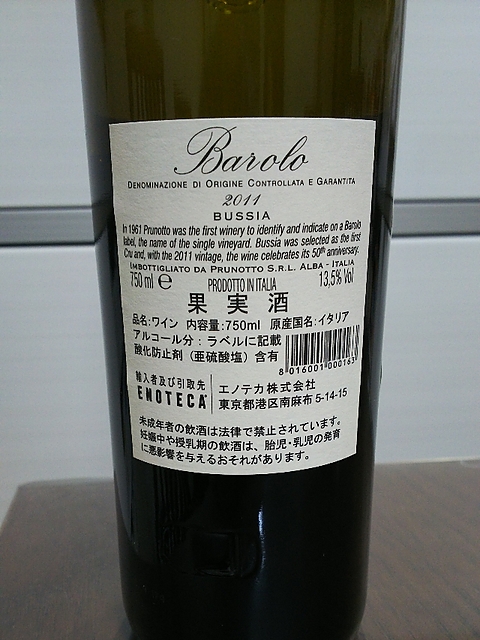 Barolo
DENOMINAZIONE DI ORIGINE CONTROLLATA E GARANTITA
2011
BUSSIA
In 1961 Prunotto was the first winery to identify and indicate on a Barolo
label, the name of the single vineyard. Bussia was selected as the first
Cru and, with the 2011 vintage, the wine celebrates its 50th anniversary.
IMBOTTIGLIATO DA PRUNOTTO S.R.L. ALBA - ITALIA
750 ml e PRODOTTO IN ITALIA 13,5% Vol
果実酒
品名:ワイン 内容量:750ml 原産国名:イタリア
アルコール分：ラベルに記載
酸化防止剤（亜硫酸塩）含有
8 016001 000163
輸入者及び引取先
ENOTECA
エノテカ株式会社
東京都港区南麻布 5-14-15
未成年者の飲酒は法律で禁止されています。
妊娠中や授乳期の飲酒は、胎児・乳児の発育
に悪影響を与えるおそれがあります。